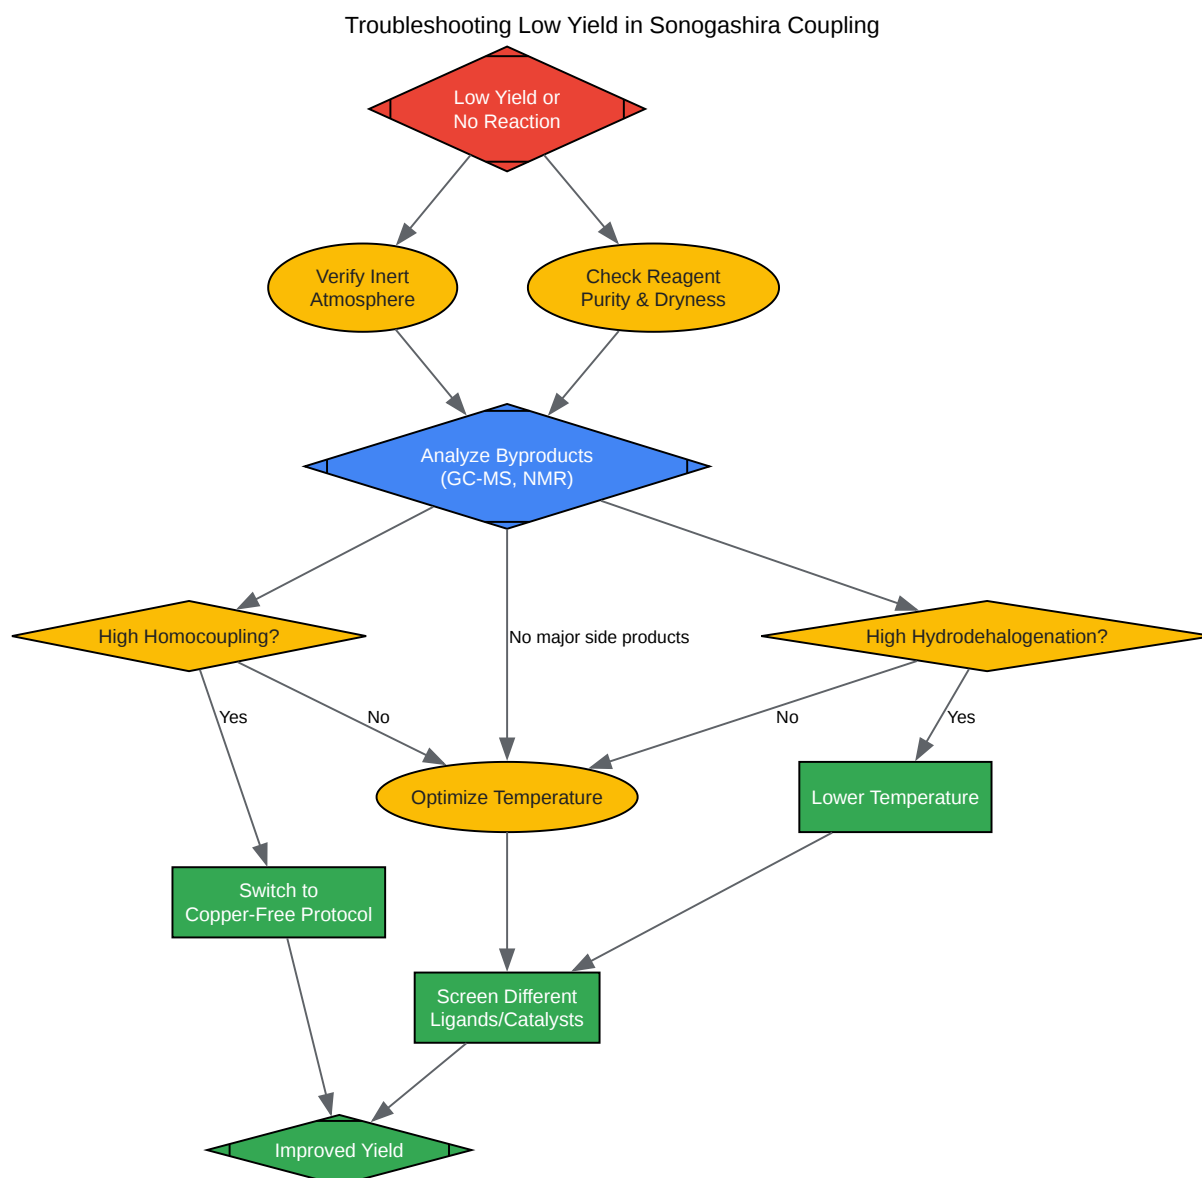 Troubleshooting Low Yield in Sonogashira Coupling
Low Yield or
No Reaction
Verify Inert
Atmosphere
Check Reagent
Purity & Dryness
Analyze Byproducts
(GC-MS, NMR)
High Homocoupling?
No major side products
High Hydrodehalogenation?
Yes
No
No
Yes
Optimize Temperature
Lower Temperature
Switch to
Copper-Free Protocol
Screen Different
Ligands/Catalysts
Improved Yield